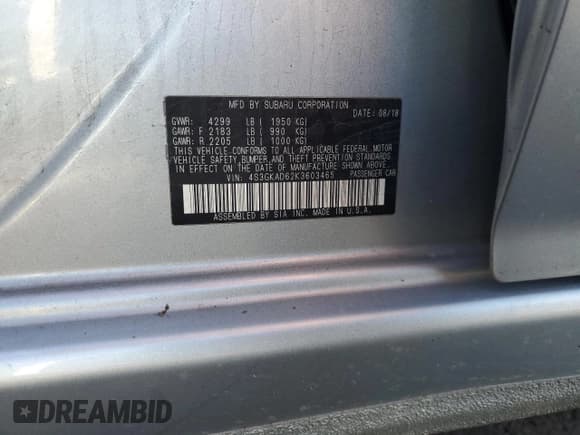 MFD BY SUBARU CORPORATION
DATE: 08/18
GVWR: 4299 LB ( 1950 KG)
GAWR: F 2183 LB ( 990 KG)
GAWR: R 2205 LB ( 1000 KG)
THIS VEHICLE CONFORMS TO ALL APPLICABLE FEDERAL MOTOR
VEHICLE SAFETY, BUMPER, AND THEFT PREVENTION STANDARDS
IN EFFECT ON THE DATE OF MANUFACTURE SHOWN ABOVE.
VIN: 4S3GKAD62K3603465 PASSENGER CAR
ASSEMBLED BY SIA INC. MADE IN U.S.A.
DREAMBID